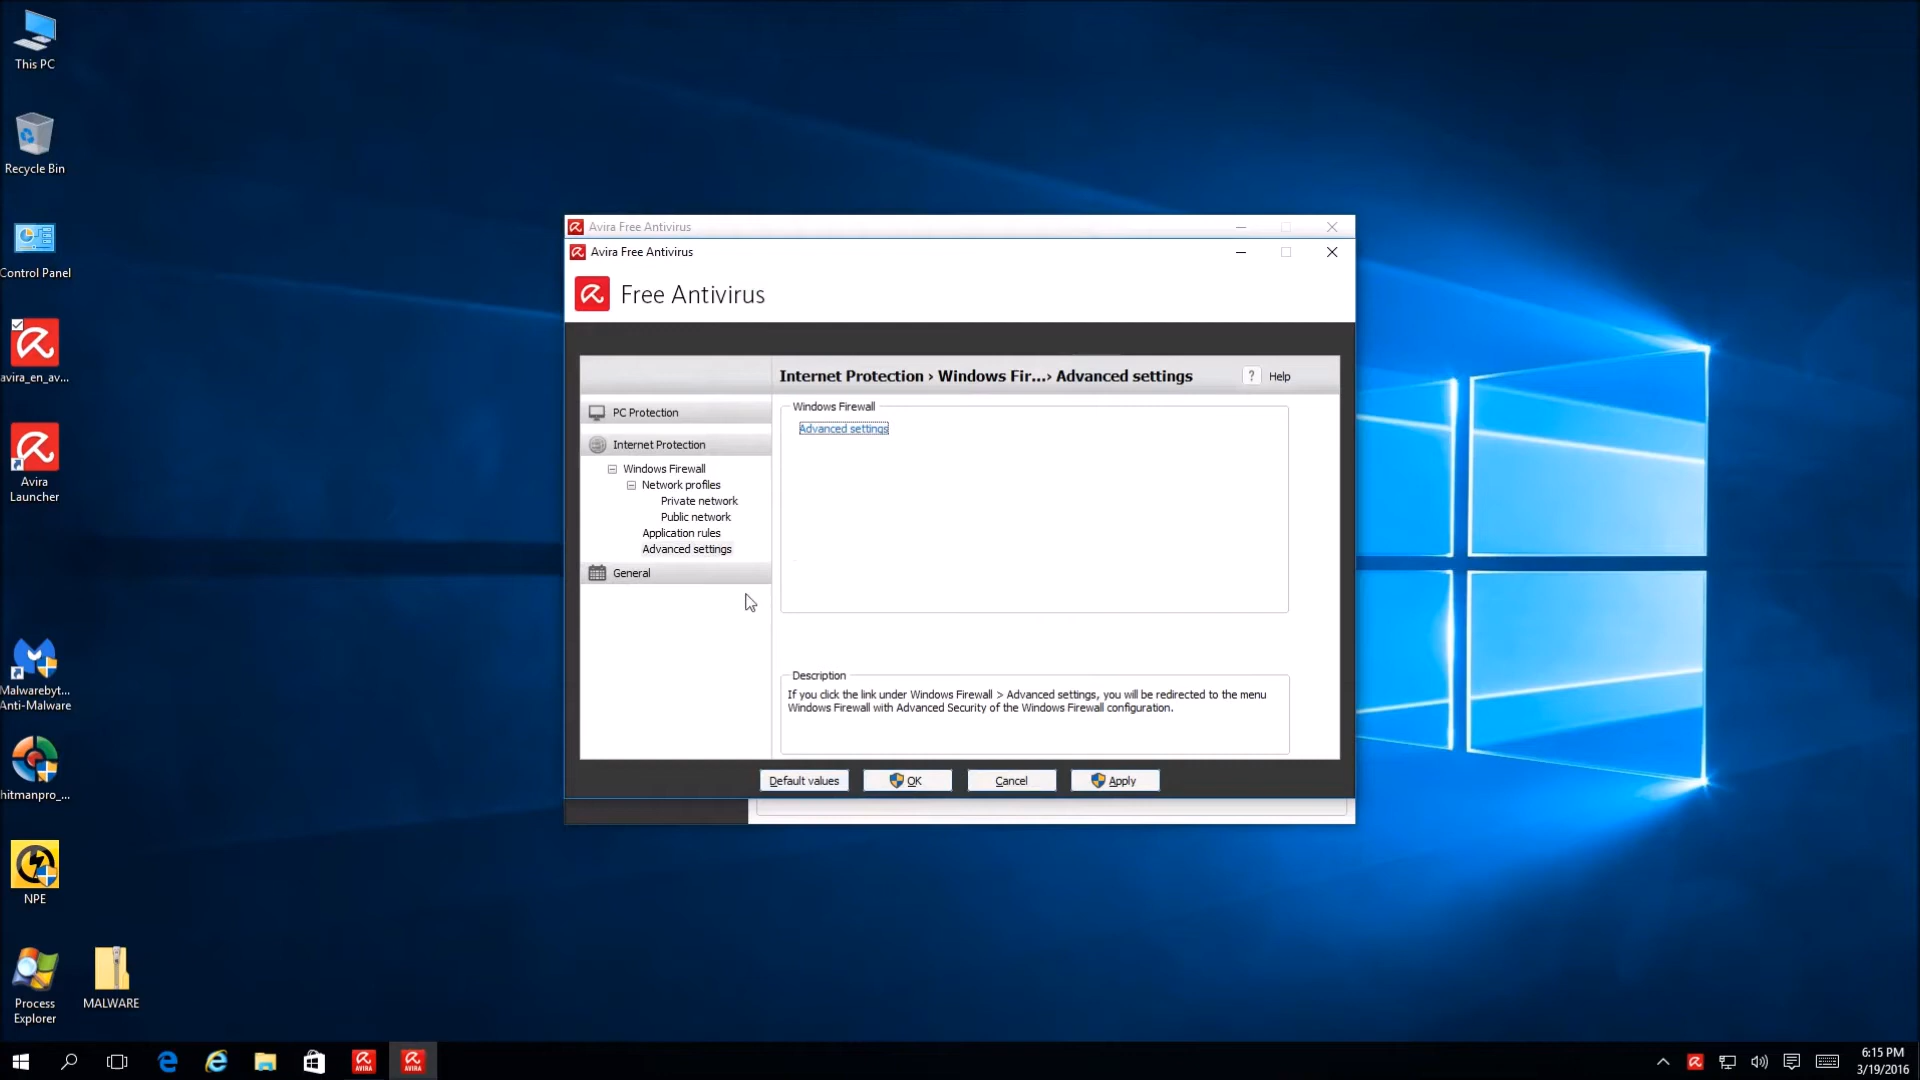 This PC
Recycle Bin
Control Panel
avira_en_av...
Avira
Launcher
Malwarebyt...
Anti-Malware
hitmanpro_...
NPE
Process
Explorer
MALWARE
Avira Free Antivirus
Avira Free Antivirus
Free Antivirus
Internet Protection › Windows Fir...› Advanced settings
? Help
PC Protection
Internet Protection
Windows Firewall
Network profiles
Private network
Public network
Application rules
Advanced settings
General
Windows Firewall
Advanced settings
Description
If you click the link under Windows Firewall > Advanced settings, you will be redirected to the menu
Windows Firewall with Advanced Security of the Windows Firewall configuration.
Default values
OK
Cancel
Apply
AVIRA
AVIRA
6:15 PM
3/19/2016